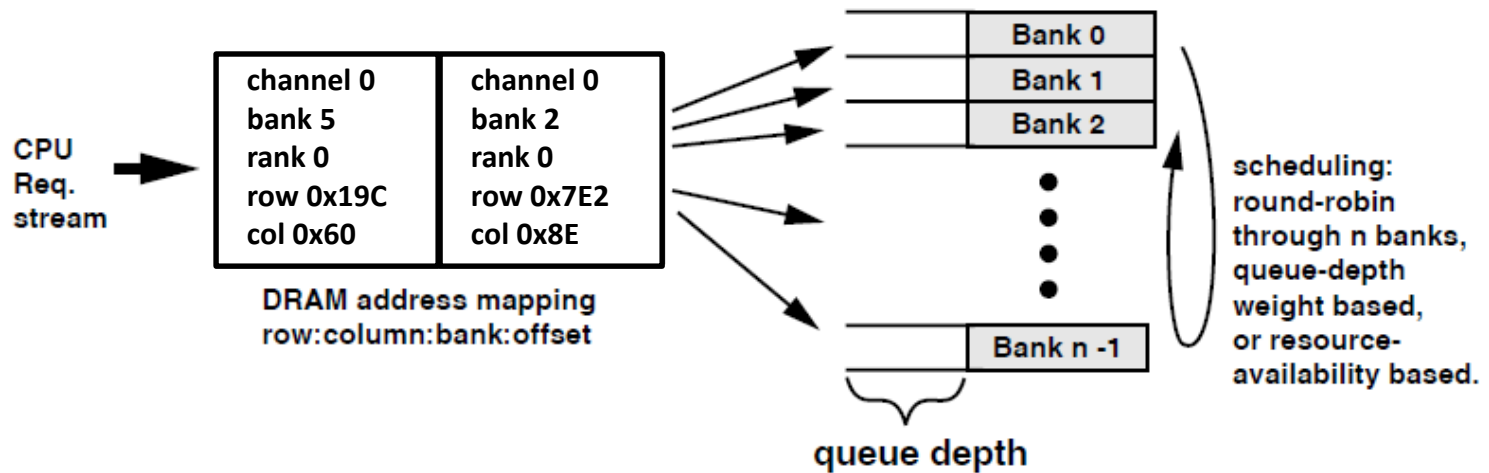 CPU
Req.
stream
channel 0
bank 5
rank 0
row 0x19C
col 0x60
channel 0
bank 2
rank 0
row 0x7E2
col 0x8E
DRAM address mapping
row:column:bank:offset
Bank 0
Bank 1
Bank 2
Bank n -1
queue depth
scheduling:
round-robin
through n banks,
queue-depth
weight based,
or resource-
availability based.